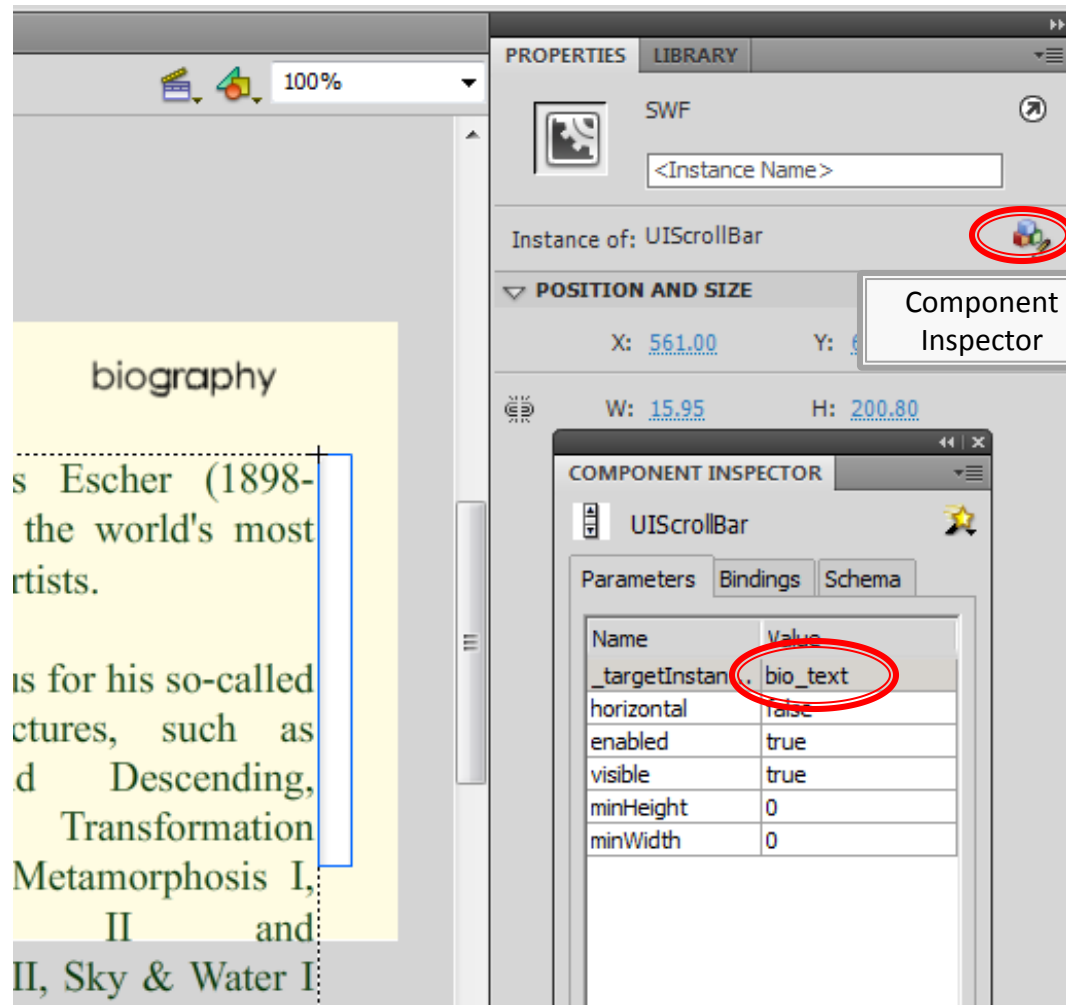 PROPERTIES LIBRARY
100%
SWF
<Instance Name>
Instance of: UIScrollBar
POSITION AND SIZE
Component
Inspector
X: 561.00 Y:
W: 15.95 H: 200.80
biography
s Escher (1898-
the world's most
rtists.
us for his so-called
ctures, such as
d Descending,
Transformation
Metamorphosis I,
II and
II, Sky & Water I
COMPONENT INSPECTOR
UIScrollBar
Parameters Bindings Schema
Name Value
_targetInstan... bio_text
horizontal false
enabled true
visible true
minHeight 0
minWidth 0